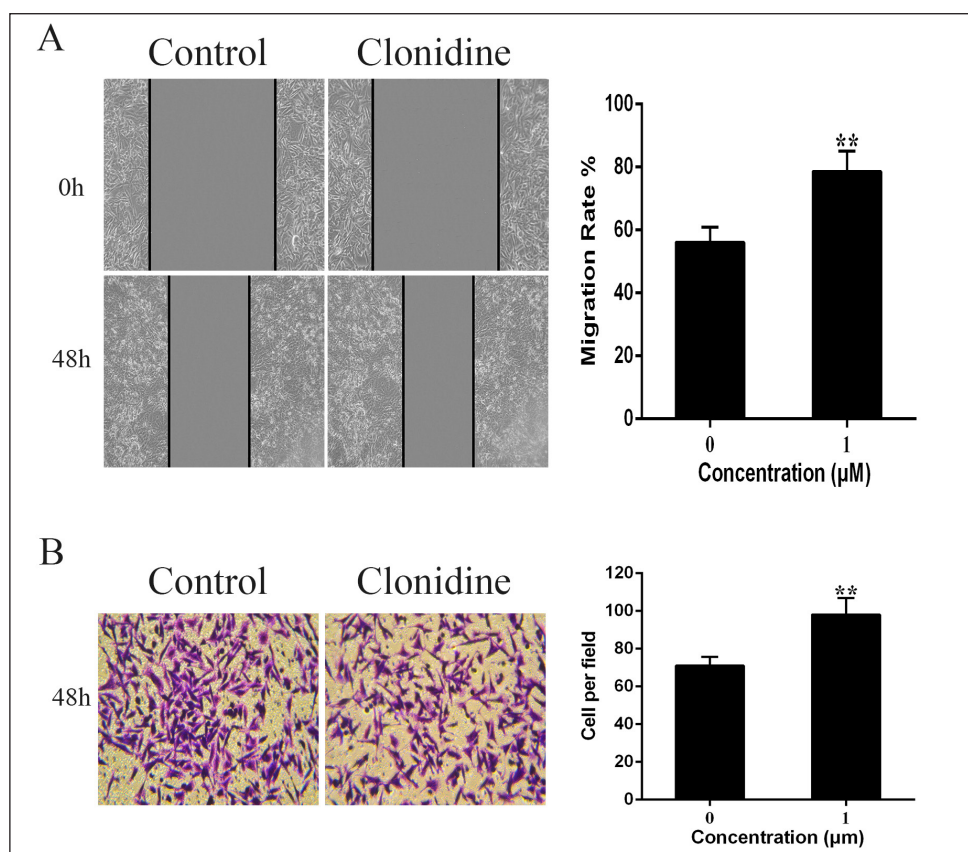 A
Control
Clonidine
0h
48h
100
80
60
40
20
0
Migration Rate %
**
0
1
Concentration (µM)
B
Control
Clonidine
48h
120
100
80
60
40
20
0
Cell per field
**
0
1
Concentration (µm)